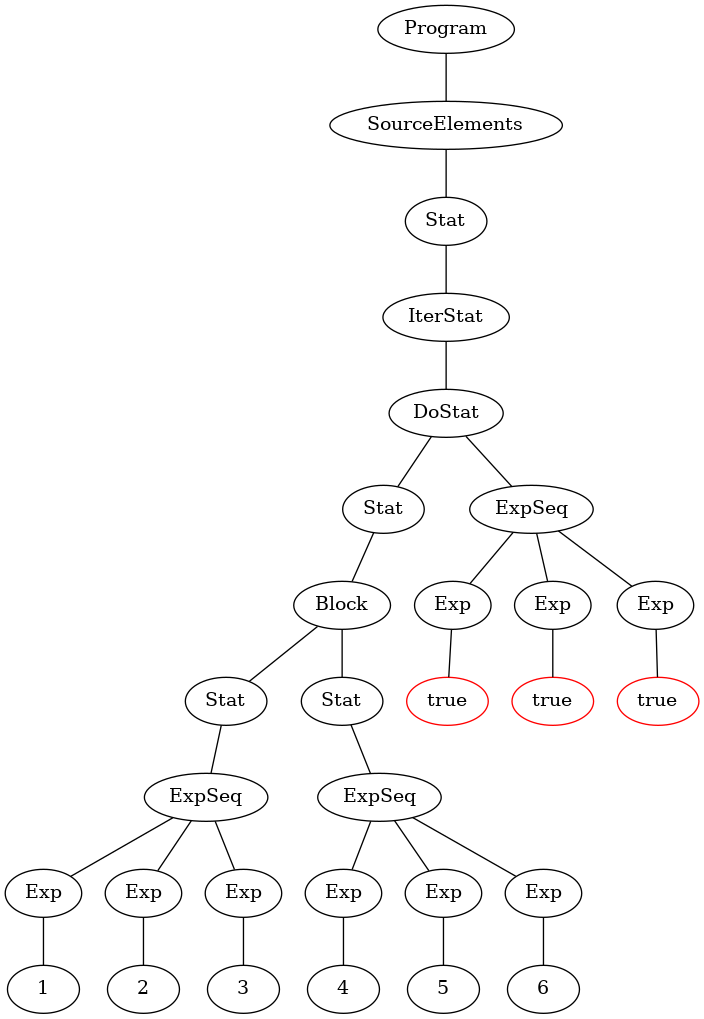 Program
SourceElements
Stat
IterStat
DoStat
Stat ExpSeq
Block Exp Exp Exp
Stat Stat true true true
ExpSeq ExpSeq
Exp Exp Exp Exp Exp Exp
1 2 3 4 5 6